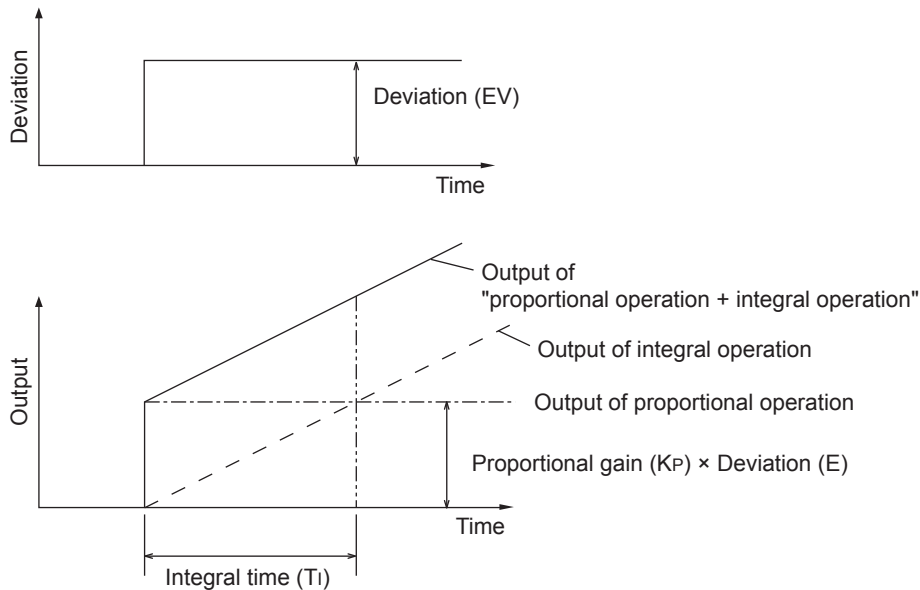 Deviation
Deviation (EV)
Time
Output of
"proportional operation + integral operation"
Output of integral operation
Output
Output of proportional operation
Proportional gain (KP) × Deviation (E)
Time
Integral time (TI)